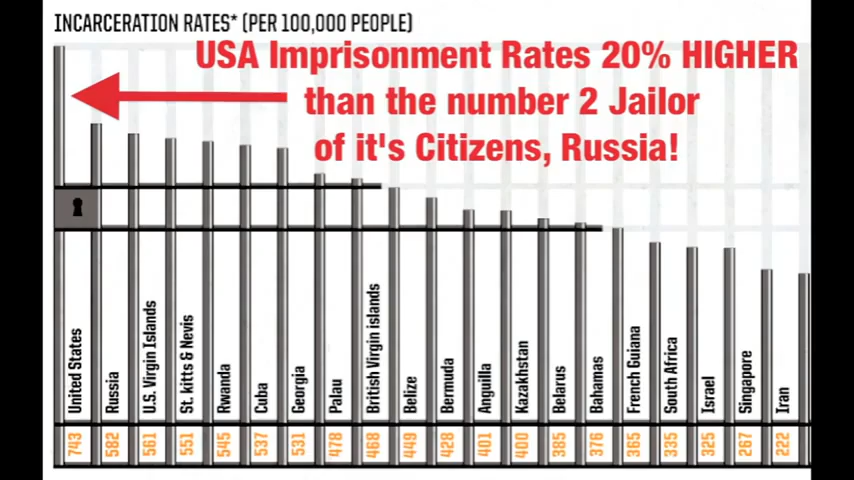 INCARCERATION RATES* (PER 100,000 PEOPLE)
USA Imprisonment Rates 20% HIGHER
than the number 2 Jailor
of it's Citizens, Russia!
United States
Russia
U.S. Virgin Islands
St. kitts & Nevis
Rwanda
Cuba
Georgia
Palau
British Virgin islands
Belize
Bermuda
Anguilla
Kazakhstan
Belarus
Bahamas
French Guiana
South Africa
Israel
Singapore
Iran
743
582
561
551
545
537
531
478
468
449
428
401
400
385
376
365
335
325
267
222